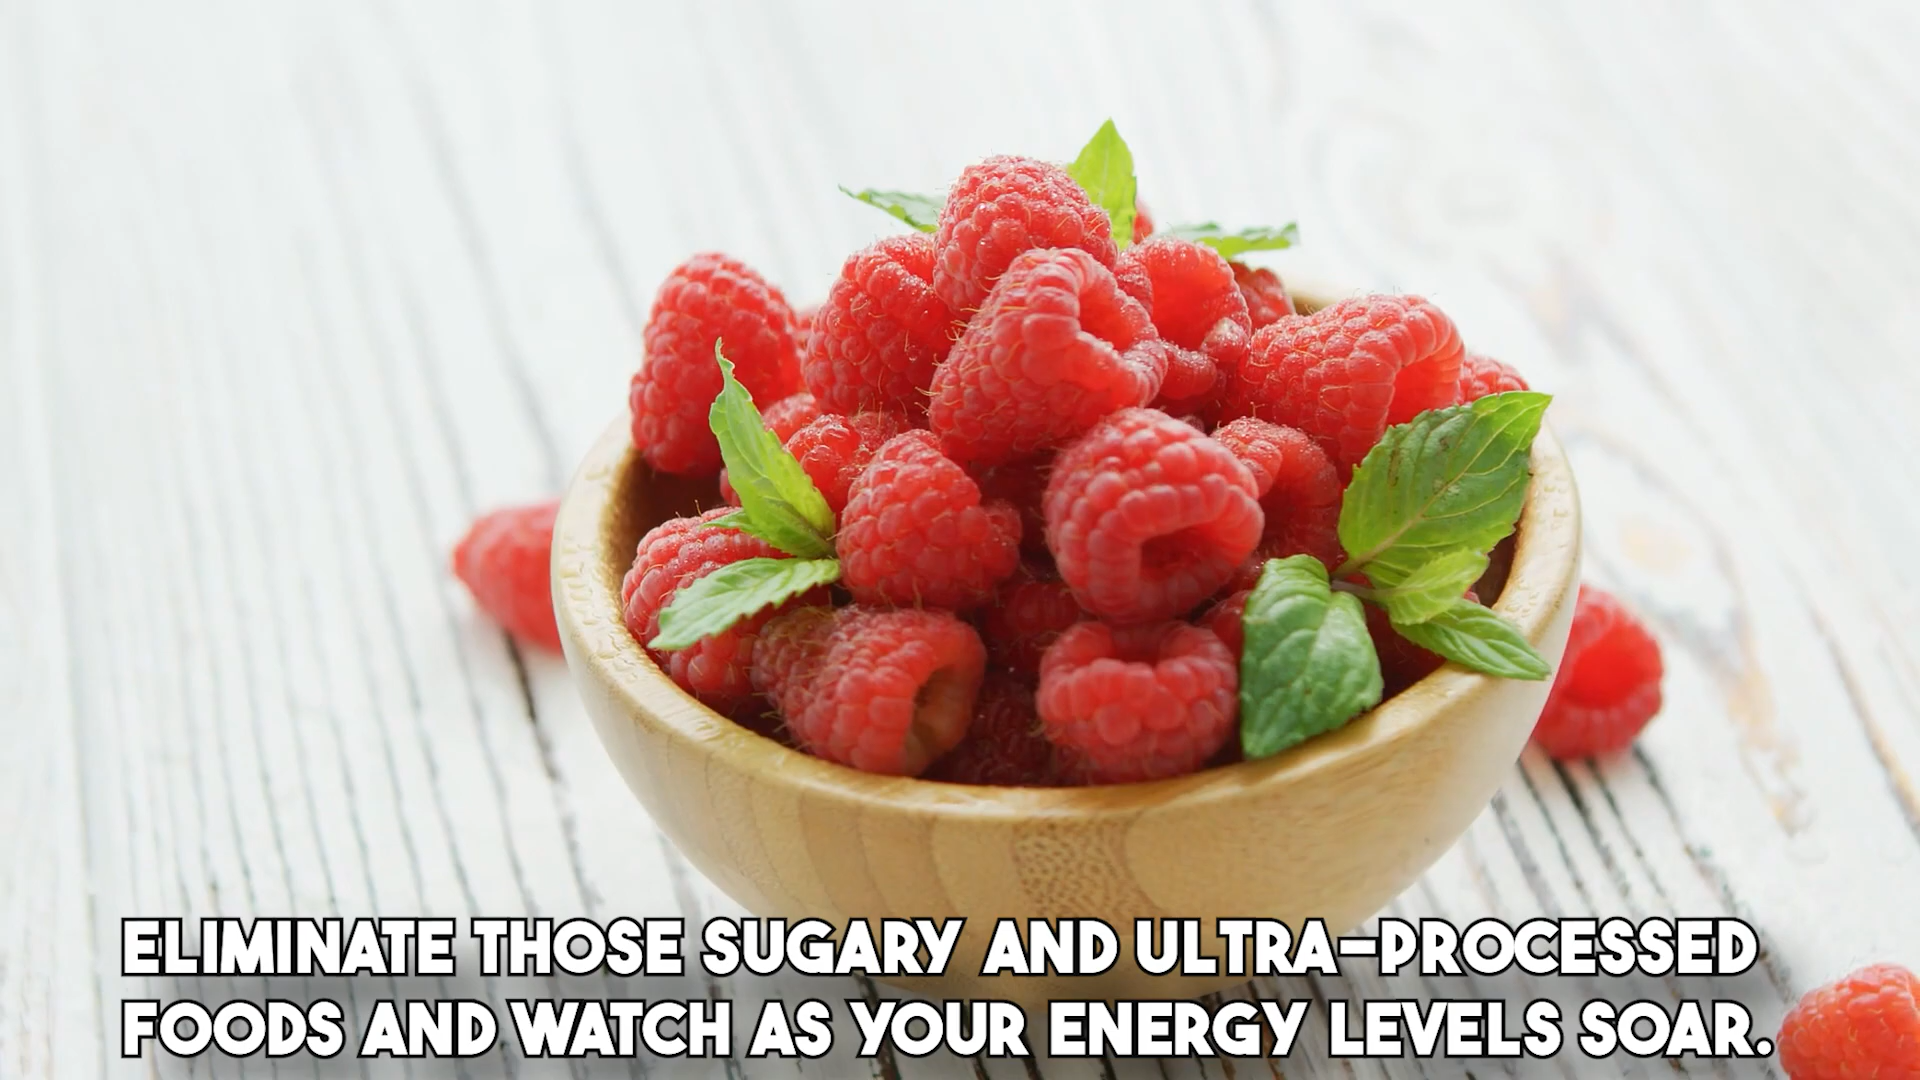 ELIMINATE THOSE SUGARY AND ULTRA-PROCESSED
FOODS AND WATCH AS YOUR ENERGY LEVELS SOAR.